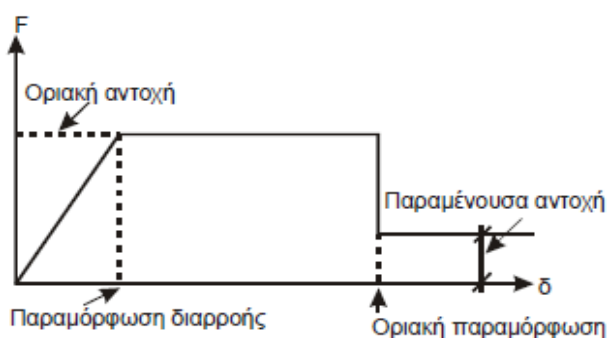 F
Οριακή αντοχή
Παραμένουσα αντοχή
δ
Παραμόρφωση διαρροής
Οριακή παραμόρφωση